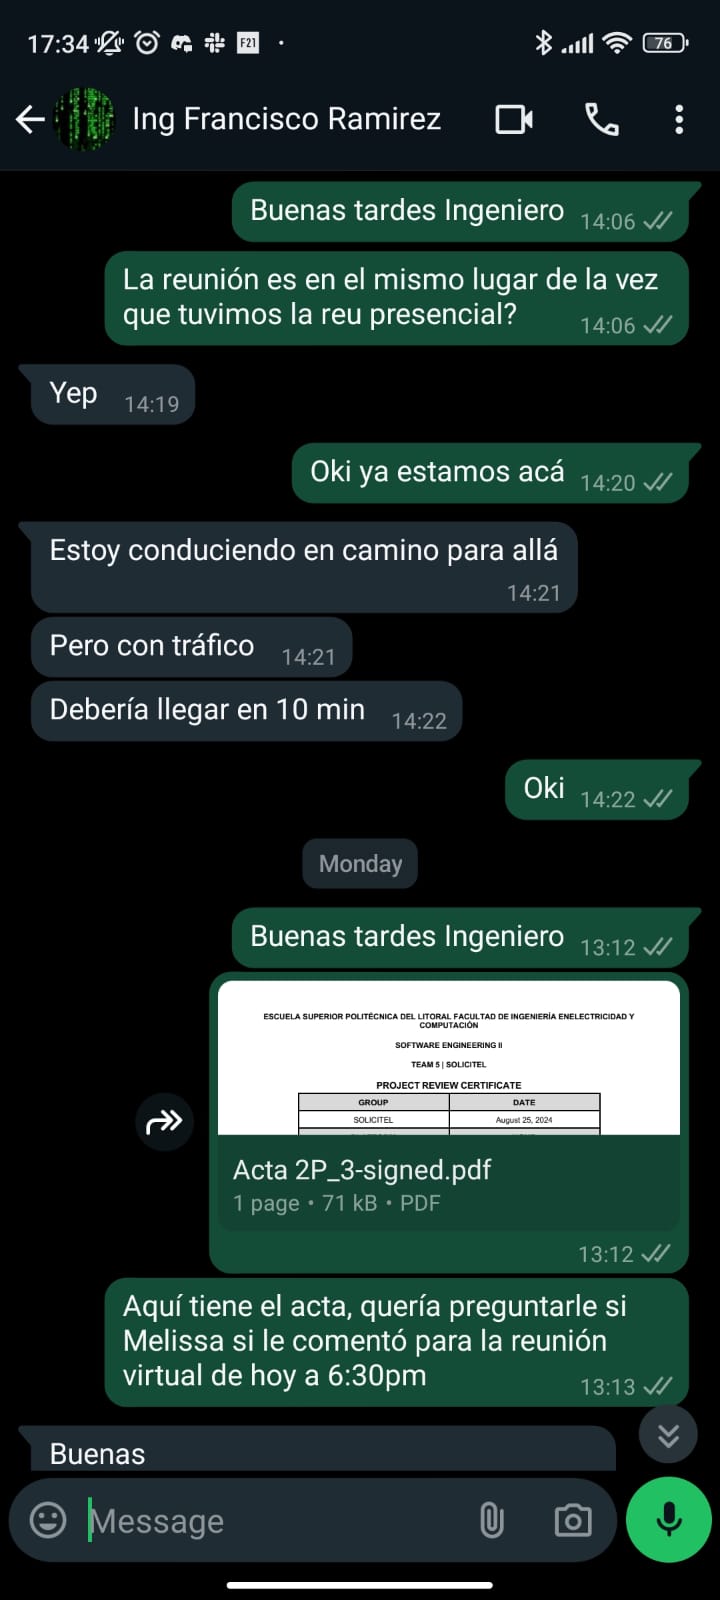 17:34
F21
76
Ing Francisco Ramirez
Buenas tardes Ingeniero 14:06
La reunión es en el mismo lugar de la vez
que tuvimos la reu presencial? 14:06
Yep 14:19
Oki ya estamos acá 14:20
Estoy conduciendo en camino para allá
14:21
Pero con tráfico 14:21
Debería llegar en 10 min 14:22
Oki 14:22
Monday
Buenas tardes Ingeniero 13:12
ESCUELA SUPERIOR POLITÉCNICA DEL LITORAL FACULTAD DE INGENIERÍA ENELECTRICIDAD Y
COMPUTACIÓN
SOFTWARE ENGINEERING II
TEAM 5 | SOLICITEL
PROJECT REVIEW CERTIFICATE
GROUP DATE
SOLICITEL August 25, 2024
Acta 2P_3-signed.pdf
1 page • 71 kB • PDF
13:12
Aquí tiene el acta, quería preguntarle si
Melissa si le comentó para la reunión
virtual de hoy a 6:30pm 13:13
Buenas
Message